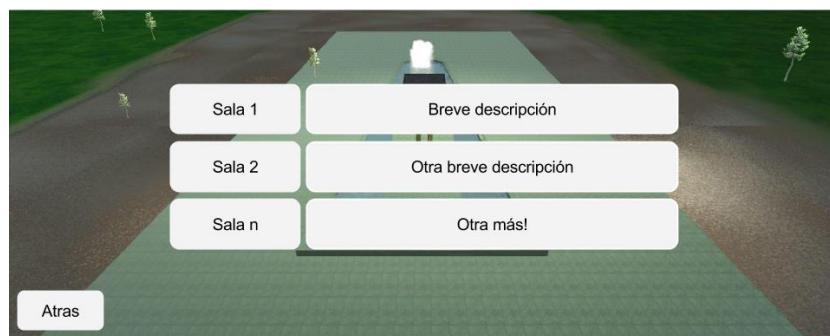 Sala 1 Breve descripción
Sala 2 Otra breve descripción
Sala n Otra más!
Atras